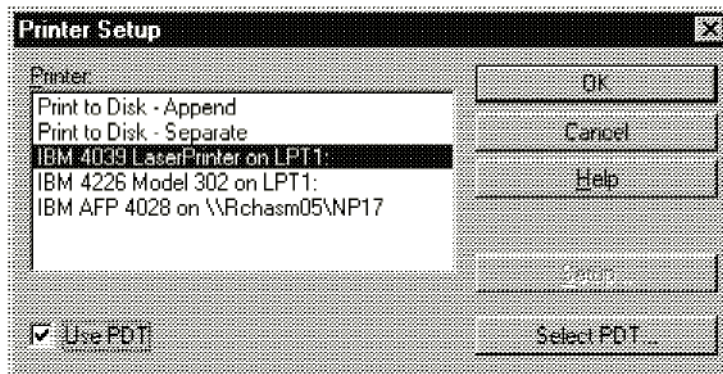 Printer Setup
Printer:
Print to Disk - Append
Print to Disk - Separate
IBM 4039 LaserPrinter on LPT1:
IBM 4226 Model 302 on LPT1:
IBM AFP 4028 on \\Rchasm05\NP17
Use PDT
OK
Cancel
Help
Setup...
Select PDT...